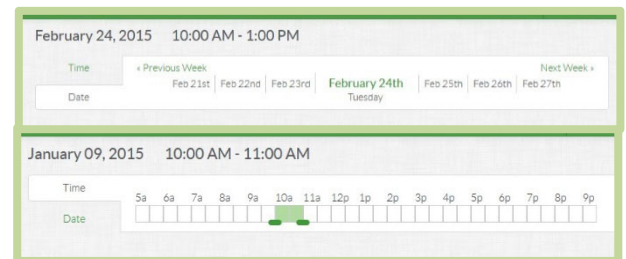 February 24, 2015 10:00 AM - 1:00 PM
Time
Date
« Previous Week Next Week »
Feb 21st Feb 22nd Feb 23rd February 24th Feb 25th Feb 26th Feb 27th
Tuesday
January 09, 2015 10:00 AM - 11:00 AM
Time
Date
5a 6a 7a 8a 9a 10a 11a 12p 1p 2p 3p 4p 5p 6p 7p 8p 9p